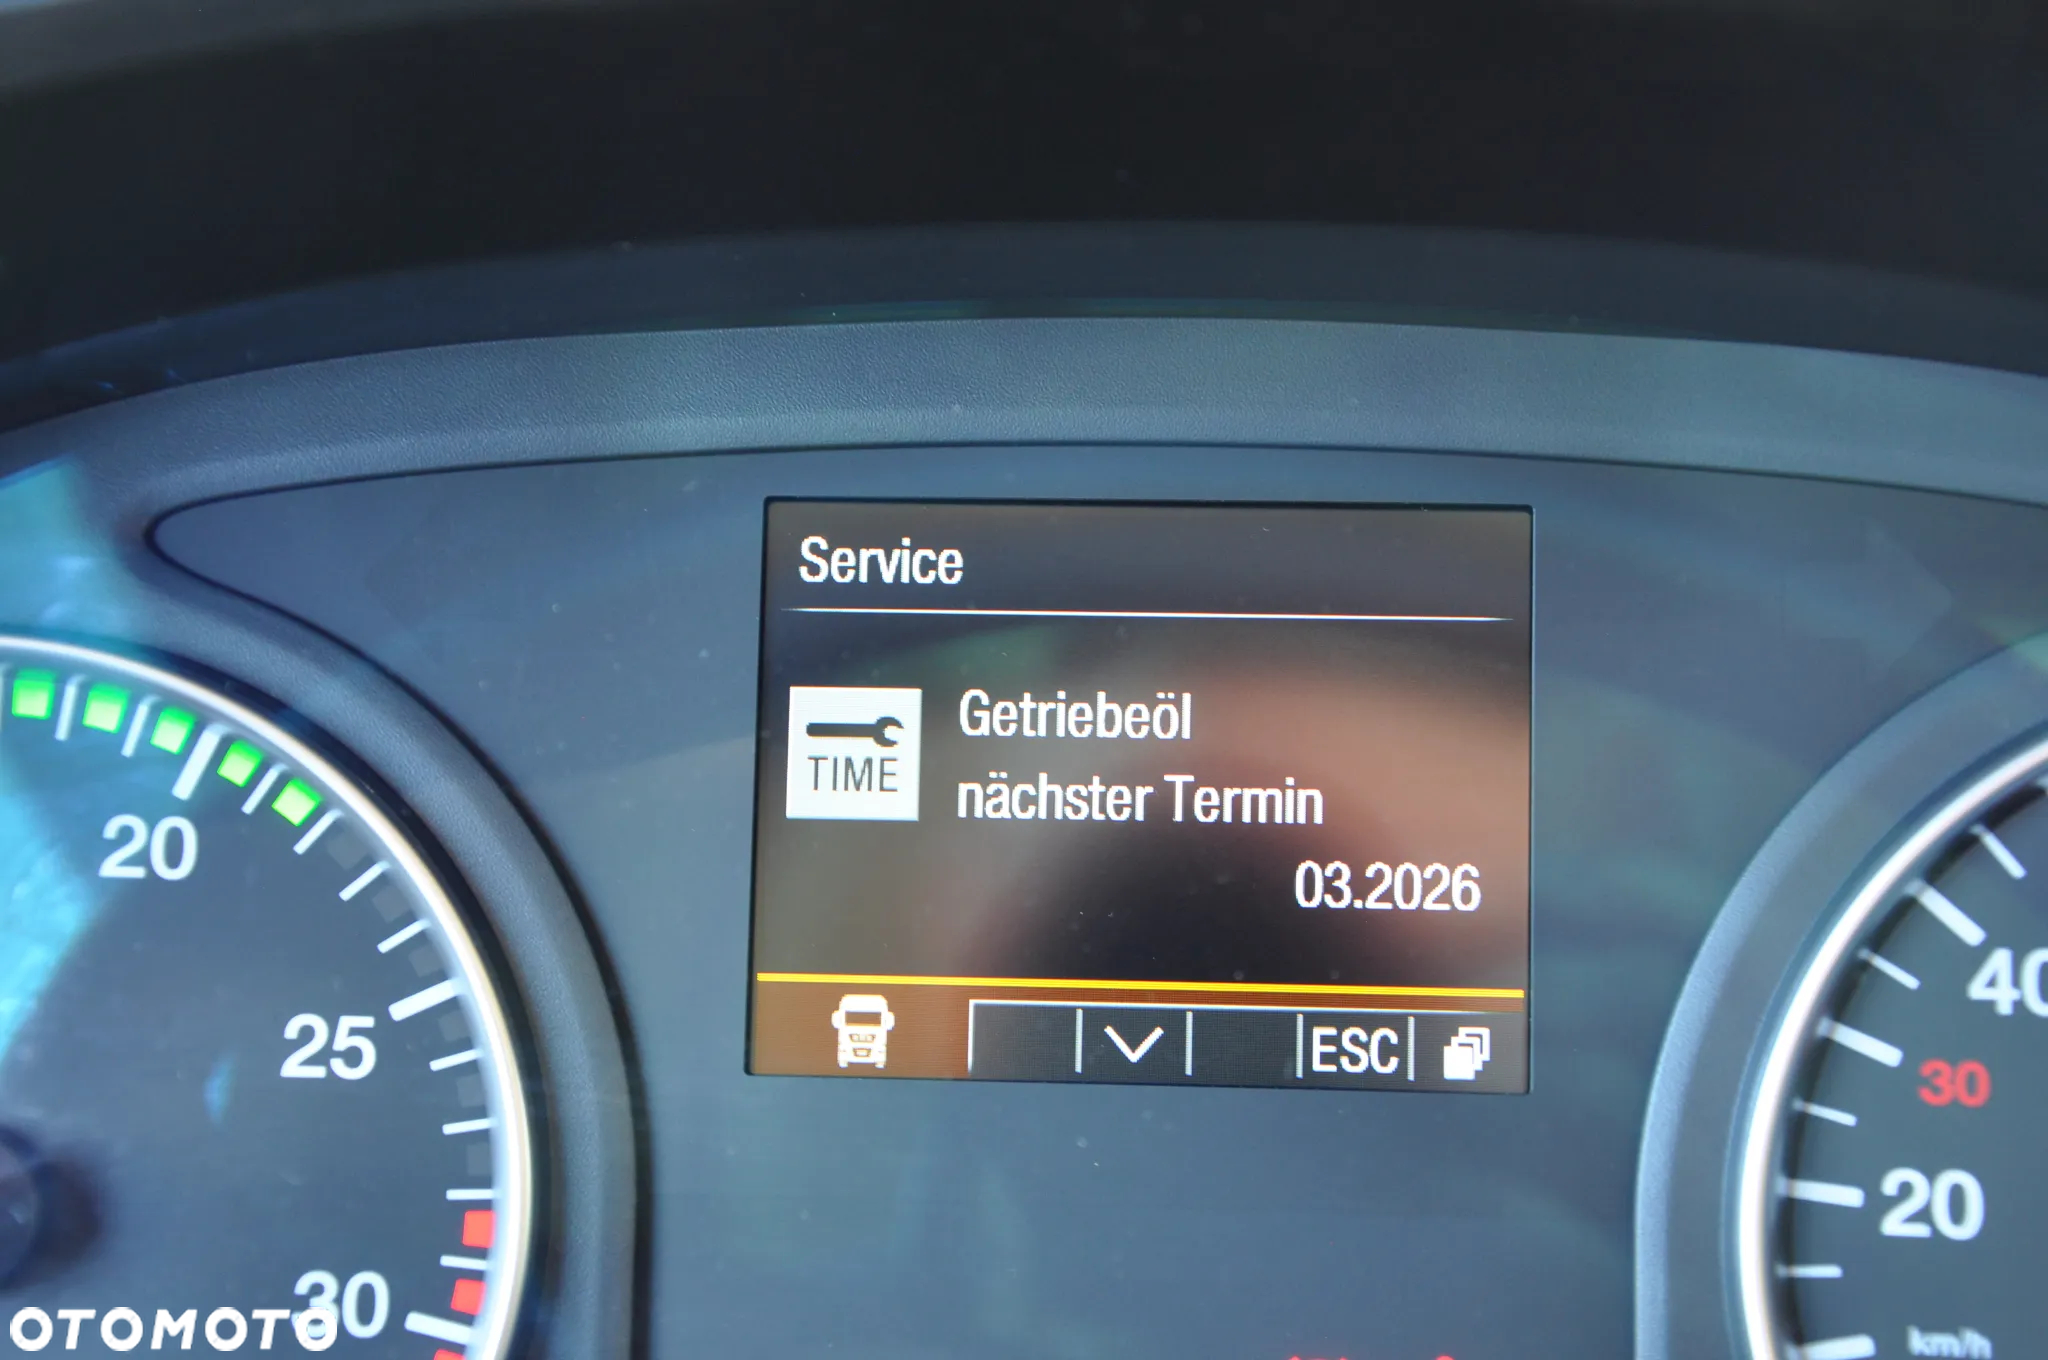 Service
TIME
Getriebeöl
nächster Termin
03.2026
ESC
20
25
30
40
30
20
km/h
OTOMOTO